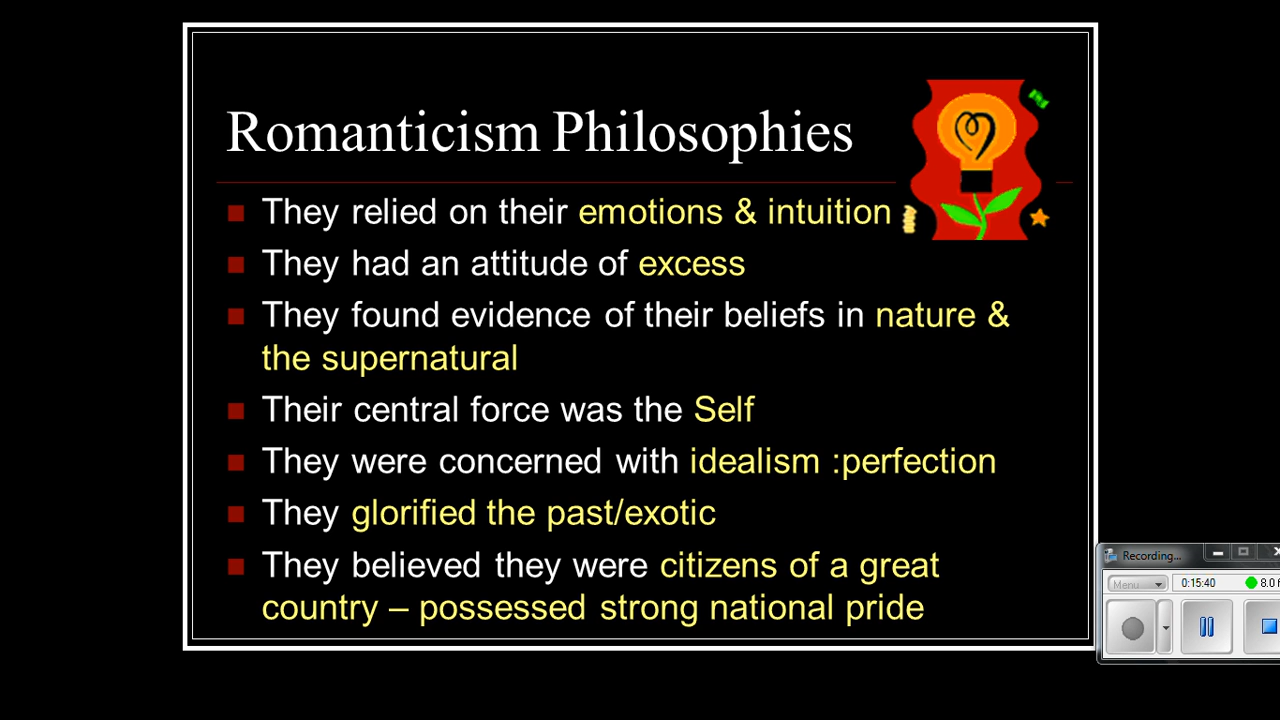 Romanticism Philosophies
They relied on their emotions & intuition
They had an attitude of excess
They found evidence of their beliefs in nature &
the supernatural
Their central force was the Self
They were concerned with idealism :perfection
They glorified the past/exotic
They believed they were citizens of a great
country – possessed strong national pride
Recording...
Menu
0:15:40
8.0 f